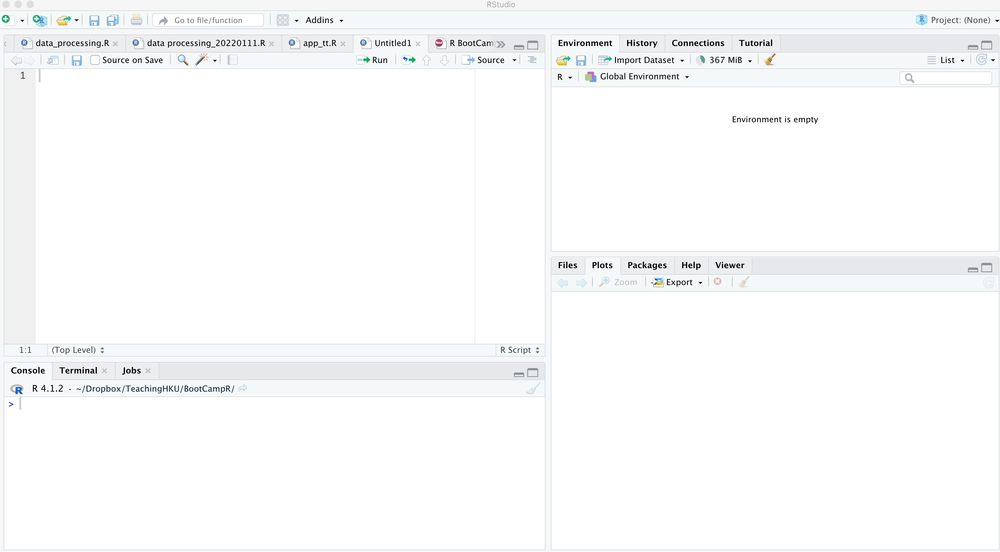 RStudio
Go to file/function
Addins
Project: (None)
data_processing.R
data processing_20220111.R
app_tt.R
Untitled1
R BootCam
Source on Save
Run
Source
1
1:1
(Top Level)
R Script
Console
Terminal
Jobs
R 4.1.2 · ~/Dropbox/TeachingHKU/BootCampR/
>
Environment
History
Connections
Tutorial
Import Dataset
367 MiB
List
R
Global Environment
Environment is empty
Files
Plots
Packages
Help
Viewer
Zoom
Export